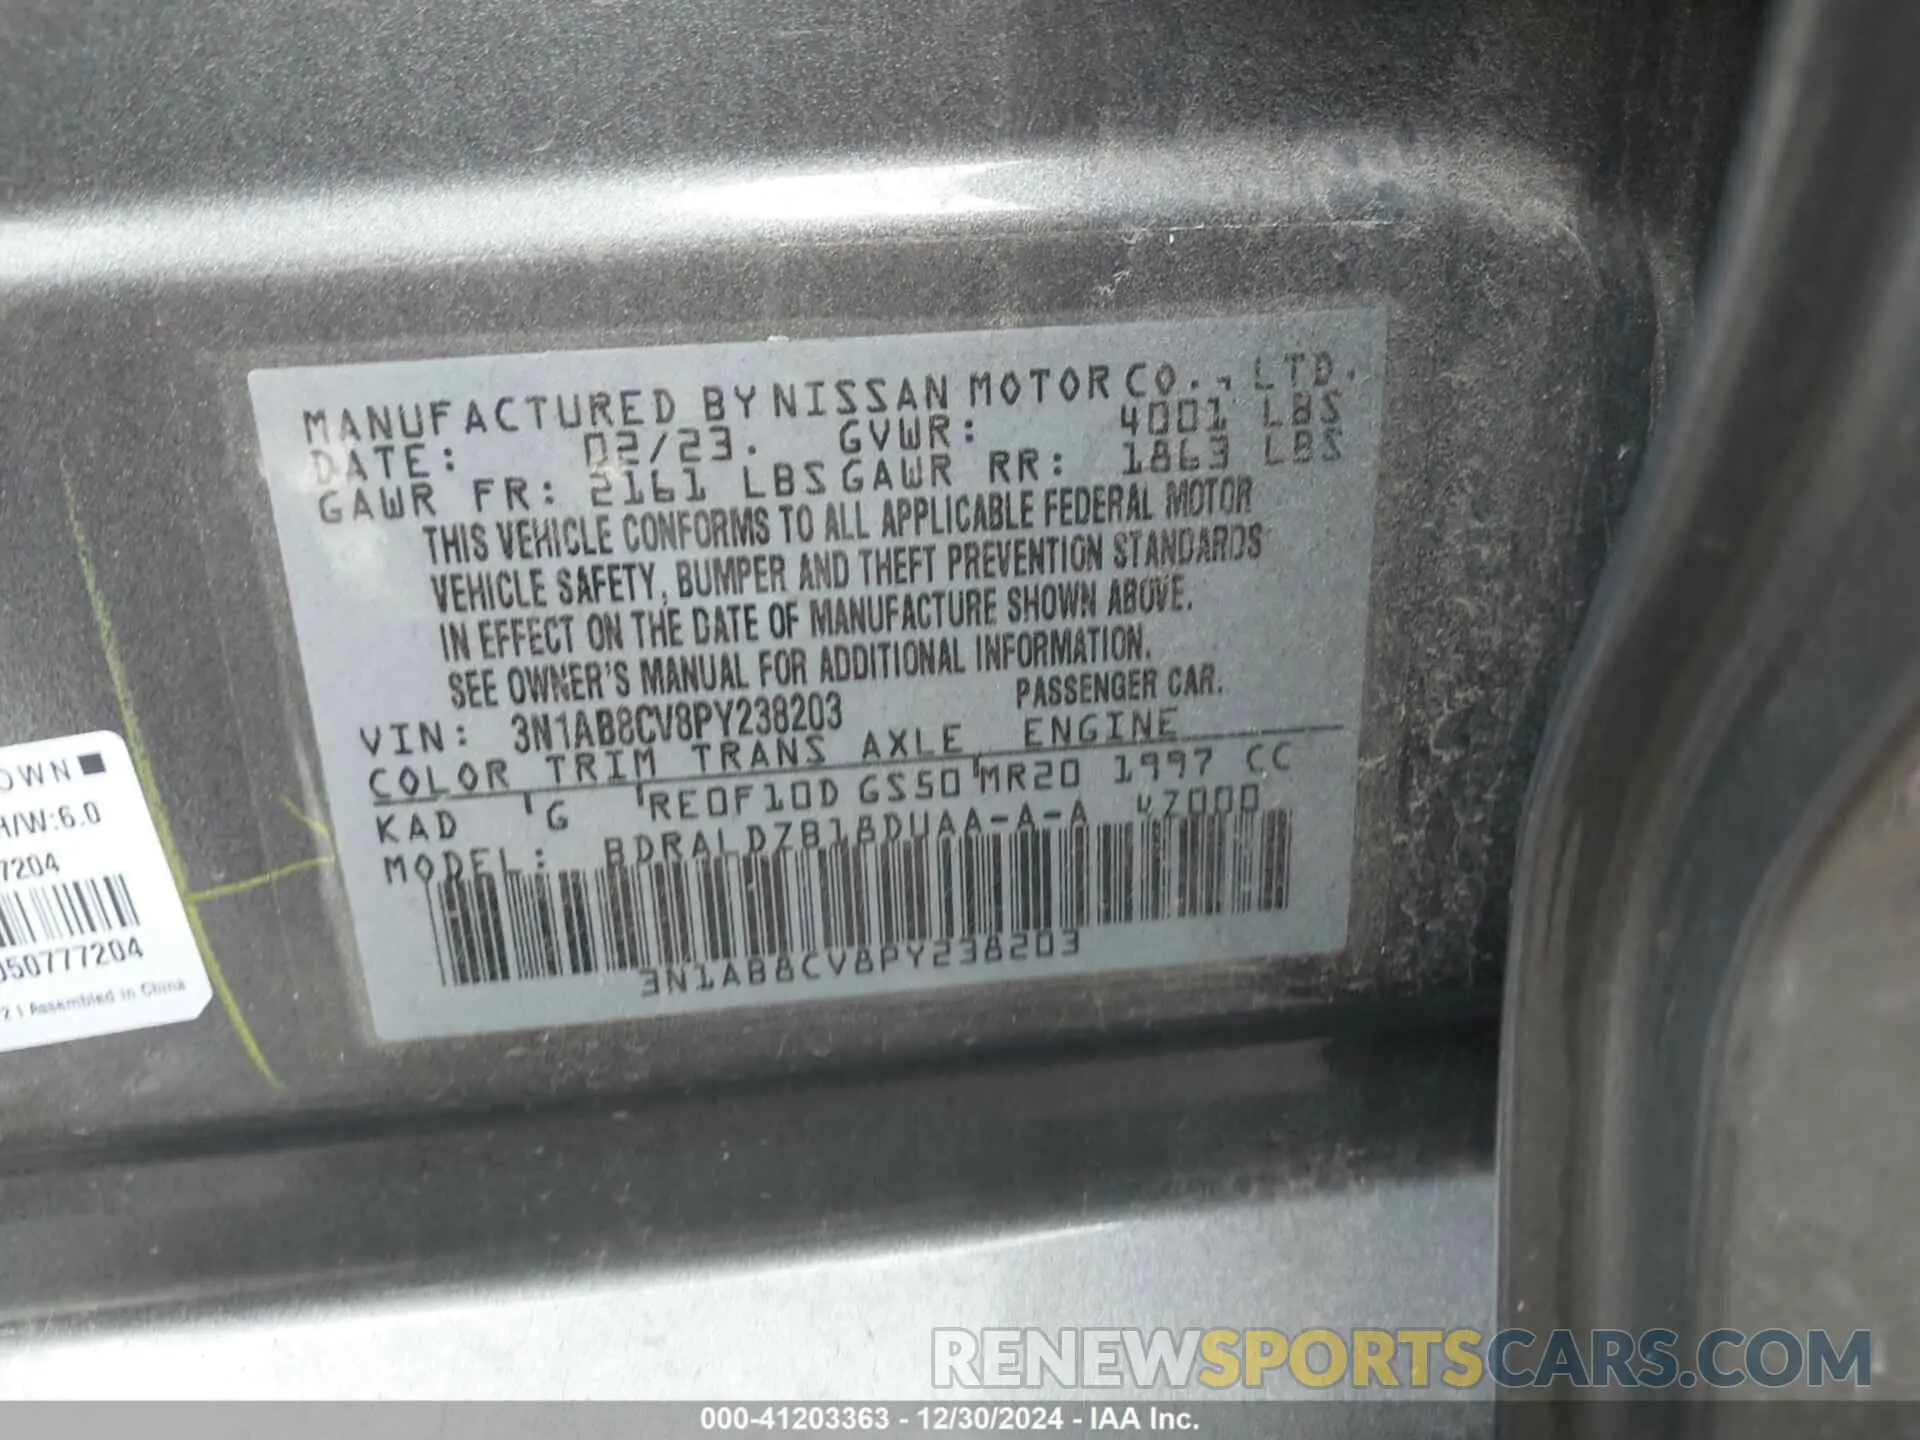 MANUFACTURED BY NISSAN MOTOR CO., LTD.
DATE: 02/23. GVWR: 4001 LBS
GAWR FR: 2161 LBS GAWR RR: 1863 LBS
THIS VEHICLE CONFORMS TO ALL APPLICABLE FEDERAL MOTOR
VEHICLE SAFETY, BUMPER AND THEFT PREVENTION STANDARDS
IN EFFECT ON THE DATE OF MANUFACTURE SHOWN ABOVE.
SEE OWNER'S MANUAL FOR ADDITIONAL INFORMATION.
VIN: 3N1AB8CV8PY238203 PASSENGER CAR.
COLOR TRIM TRANS AXLE ENGINE
KAD G RE0F10D GS50 MR20 1997 CC
MODEL: BDRALDZB18DUAA-A-A
3N1AB8CV8PY238203
OWN
H/W:6.0
7204
050777204
Assembled in China
RENEWSPORTSCARS.COM
000-41203363 - 12/30/2024 - IAA Inc.